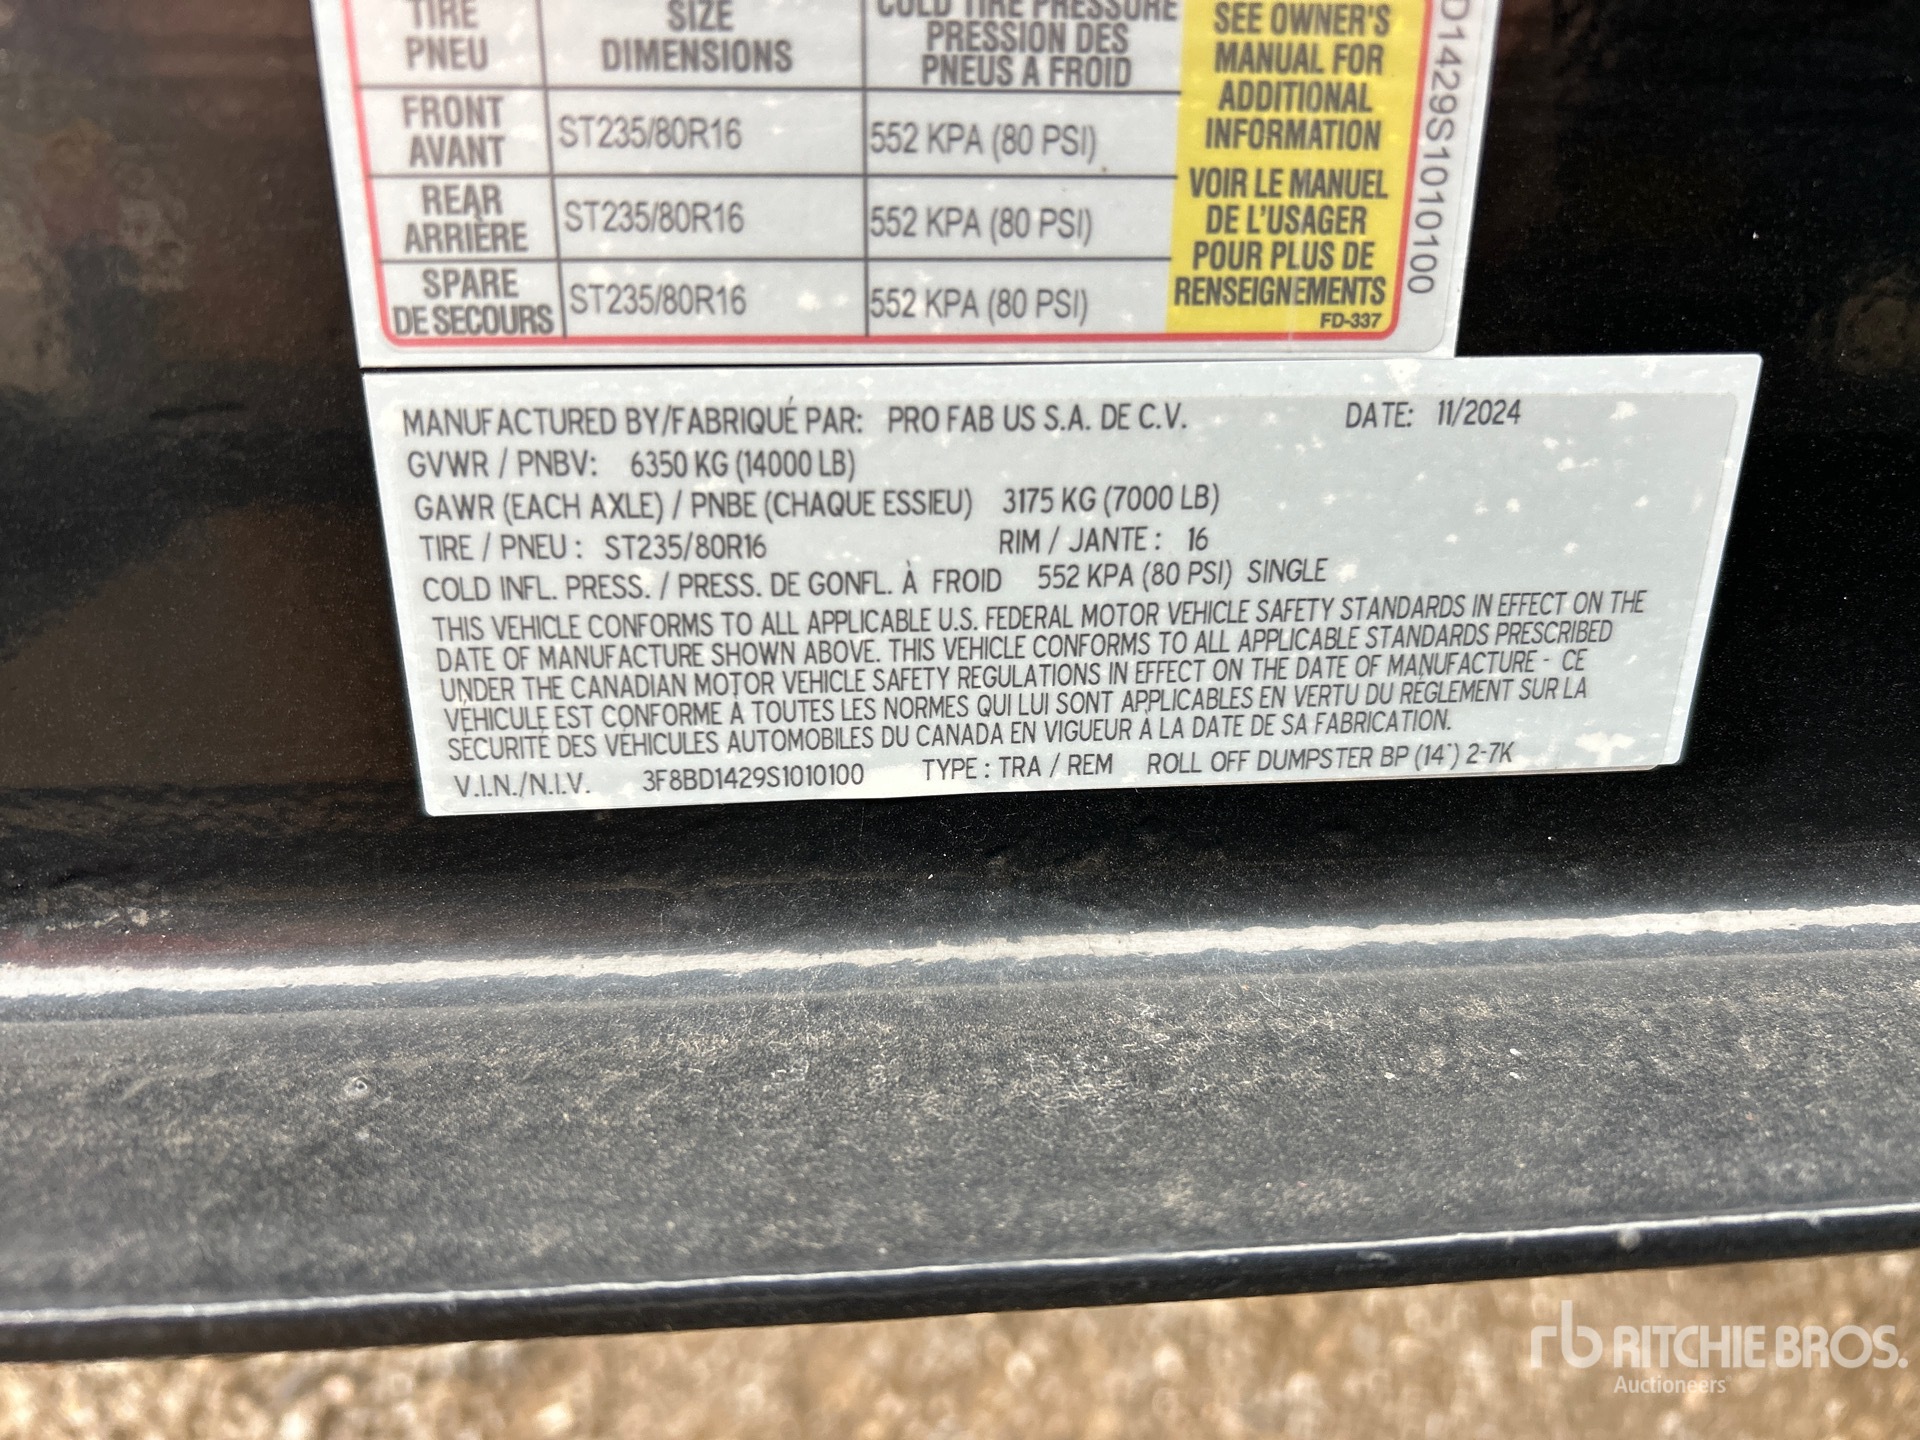 TIRE SIZE COLD TIRE PRESSURE
PNEU DIMENSIONS PRESSION DES
PNEUS A FROID
FRONT
AVANT ST235/80R16 552 KPA (80 PSI)
REAR
ARRIÈRE ST235/80R16 552 KPA (80 PSI)
SPARE
DE SECOURS ST235/80R16 552 KPA (80 PSI)
SEE OWNER'S
MANUAL FOR
ADDITIONAL
INFORMATION
VOIR LE MANUEL
DE L'USAGER
POUR PLUS DE
RENSEIGNEMENTS
FD-337
D1429S1010100
MANUFACTURED BY/FABRIQUÉ PAR: PRO FAB US S.A. DE C.V. DATE: 11/2024
GVWR / PNBV: 6350 KG (14000 LB)
GAWR (EACH AXLE) / PNBE (CHAQUE ESSIEU) 3175 KG (7000 LB)
TIRE / PNEU : ST235/80R16 RIM / JANTE : 16
COLD INFL. PRESS. / PRESS. DE GONFL. À FROID 552 KPA (80 PSI) SINGLE
THIS VEHICLE CONFORMS TO ALL APPLICABLE U.S. FEDERAL MOTOR VEHICLE SAFETY STANDARDS IN EFFECT ON THE
DATE OF MANUFACTURE SHOWN ABOVE. THIS VEHICLE CONFORMS TO ALL APPLICABLE STANDARDS PRESCRIBED
UNDER THE CANADIAN MOTOR VEHICLE SAFETY REGULATIONS IN EFFECT ON THE DATE OF MANUFACTURE - CE
VÉHICULE EST CONFORME À TOUTES LES NORMES QUI LUI SONT APPLICABLES EN VERTU DU RÈGLEMENT SUR LA
SÉCURITÉ DES VÉHICULES AUTOMOBILES DU CANADA EN VIGUEUR À LA DATE DE SA FABRICATION.
V.I.N./N.I.V. 3F8BD1429S1010100 TYPE : TRA / REM ROLL OFF DUMPSTER BP (14') 2-7K
rb RITCHIE BROS.
Auctioneers